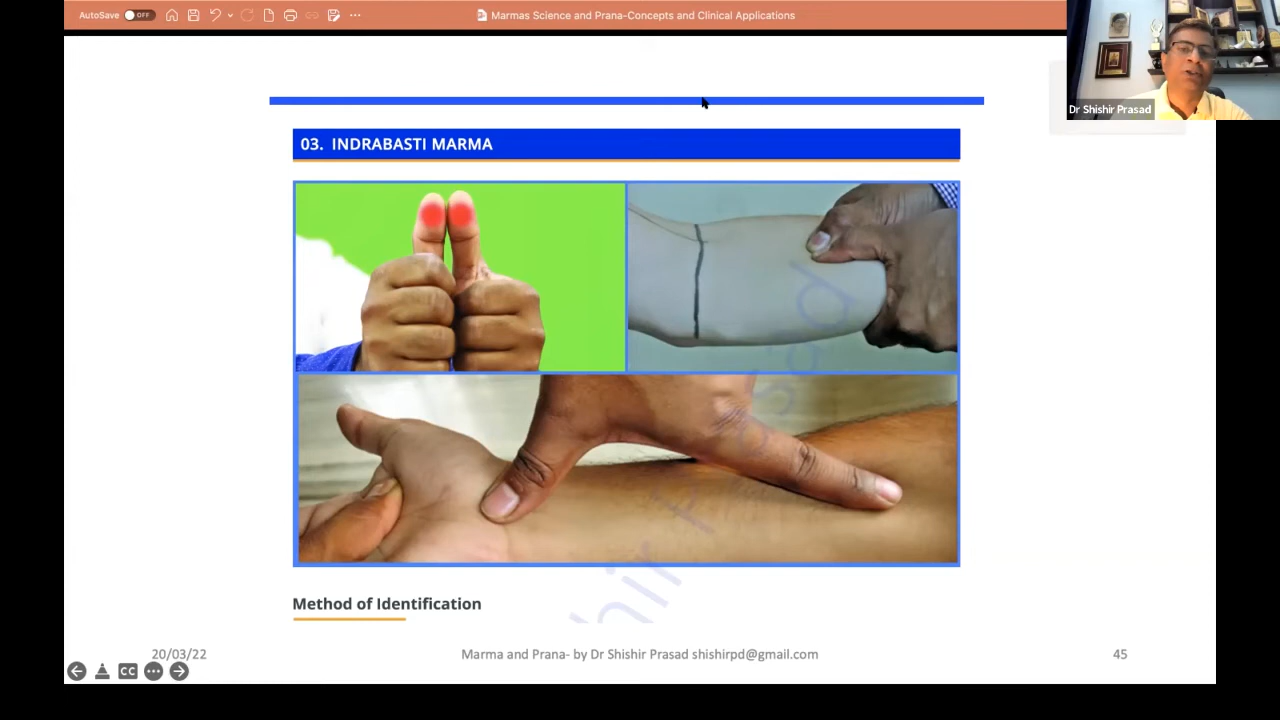 AutoSave OFF
Marmas Science and Prana-Concepts and Clinical Applications
Dr Shishir Prasad
03. INDRABASTI MARMA
Method of Identification
20/03/22
Marma and Prana- by Dr Shishir Prasad shishirpd@gmail.com
45
CC